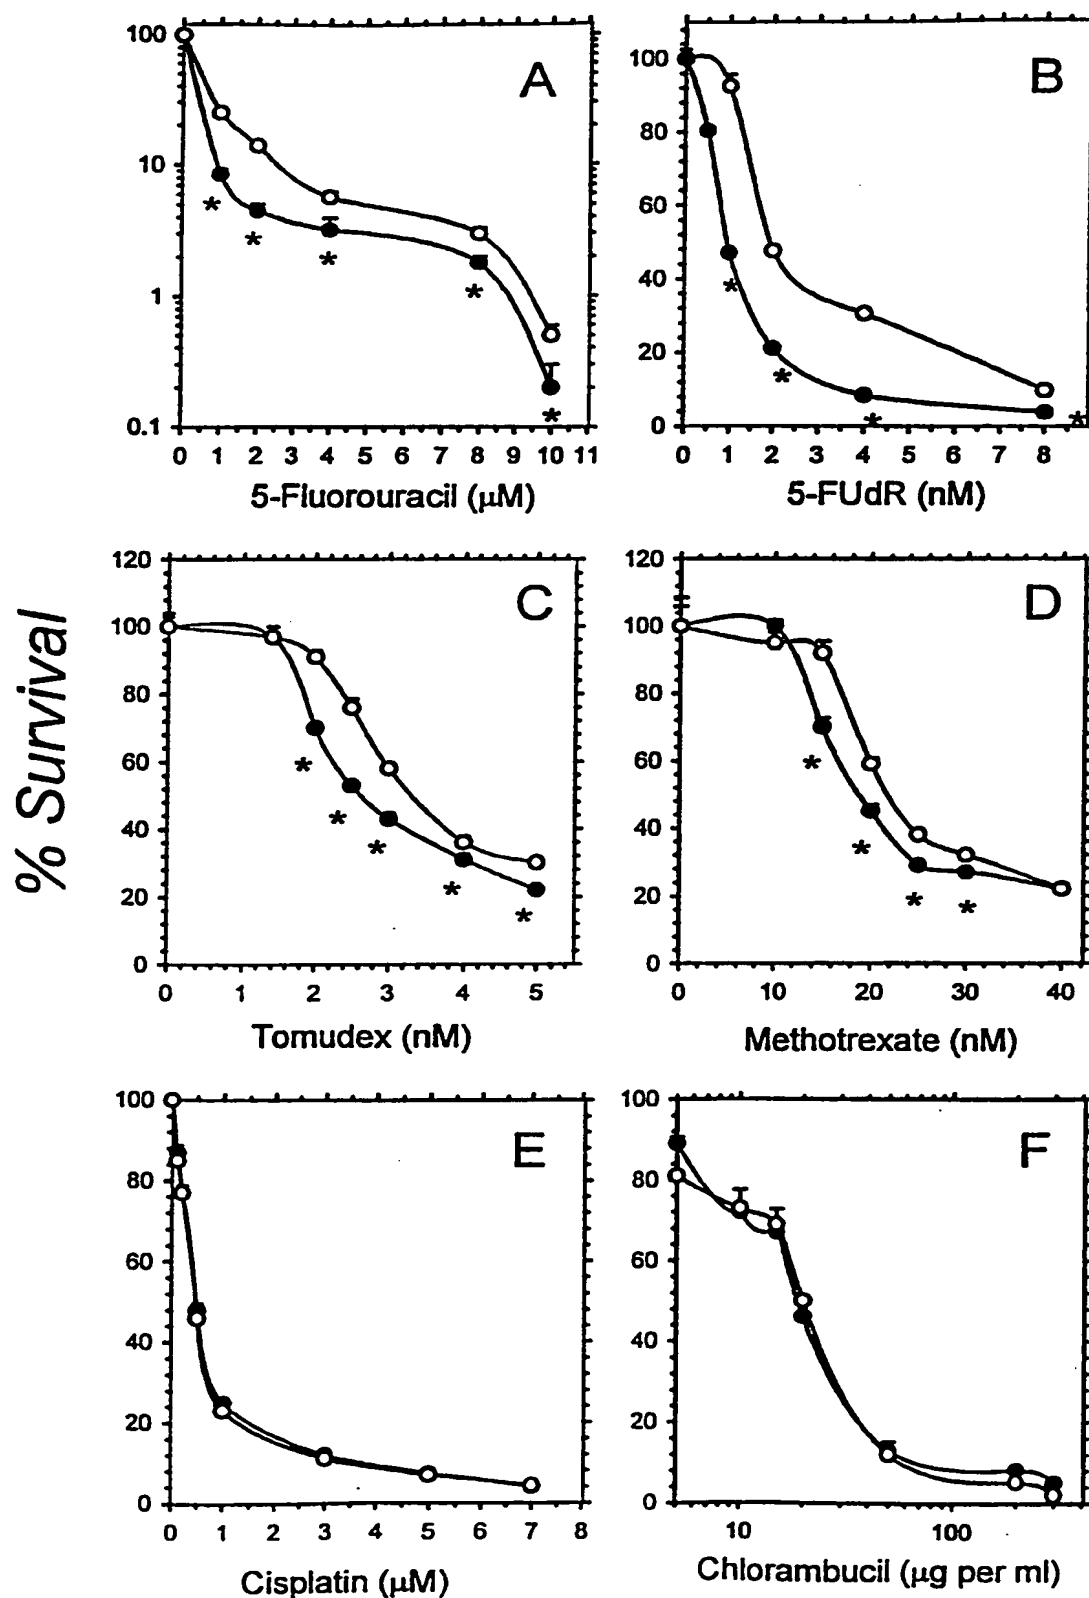 % Survival
A
100
10
1
0.1
0 1 2 3 4 5 6 7 8 9 10 11
5-Fluorouracil (μM)
* * * * *
B
100
80
60
40
20
0
0 1 2 3 4 5 6 7 8
5-FUdR (nM)
* * * *
C
120
100
80
60
40
20
0
0 1 2 3 4 5
Tomudex (nM)
* * * * *
D
120
100
80
60
40
20
0
0 10 20 30 40
Methotrexate (nM)
* * * *
E
100
80
60
40
20
0
0 1 2 3 4 5 6 7 8
Cisplatin (μM)
F
100
80
60
40
20
0
10 100
Chlorambucil (μg per ml)